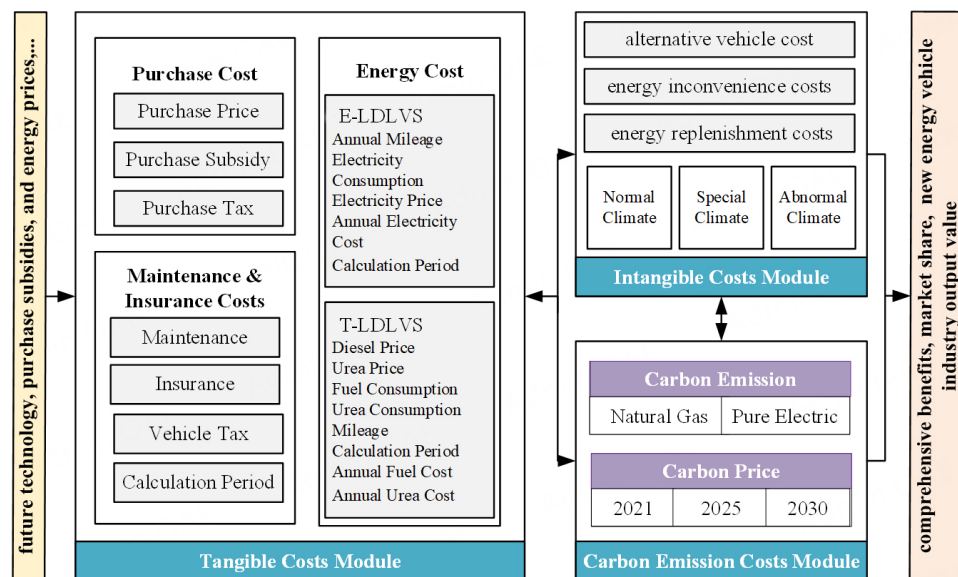 future technology, purchase subsidies, and energy prices,...
Purchase Cost
Purchase Price
Purchase Subsidy
Purchase Tax
Maintenance &
Insurance Costs
Maintenance
Insurance
Vehicle Tax
Calculation Period
Energy Cost
E-LDLVS
Annual Mileage
Electricity
Consumption
Electricity Price
Annual Electricity
Cost
Calculation Period
T-LDLVS
Diesel Price
Urea Price
Fuel Consumption
Urea Consumption
Mileage
Calculation Period
Annual Fuel Cost
Annual Urea Cost
Tangible Costs Module
alternative vehicle cost
energy inconvenience costs
energy replenishment costs
Normal
Climate
Special
Climate
Abnormal
Climate
Intangible Costs Module
Carbon Emission
Natural Gas
Pure Electric
Carbon Price
2021
2025
2030
Carbon Emission Costs Module
comprehensive benefits, market share, new energy vehicle
industry output value